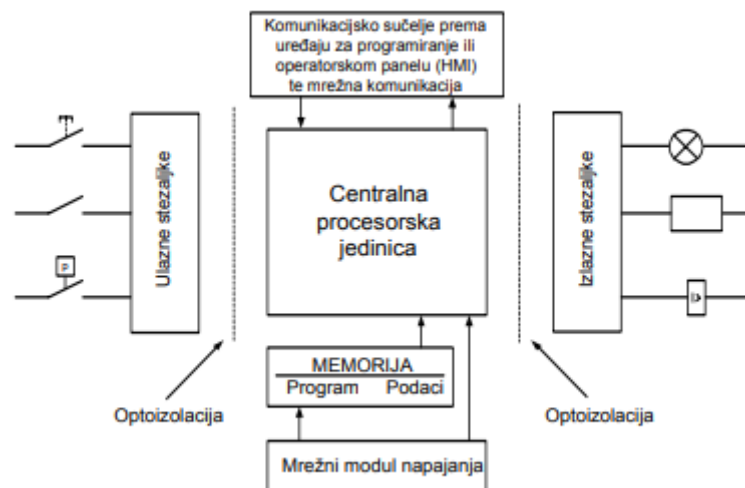 Komunikacijsko sučelje prema
uređaju za programiranje ili
operatorskom panelu (HMI)
te mrežna komunikacija
Ulazne stezaljke
P
Centralna
procesorska
jedinica
Izlazne stezaljke
MEMORIJA
Program Podaci
Optoizolacija
Optoizolacija
Mrežni modul napajanja